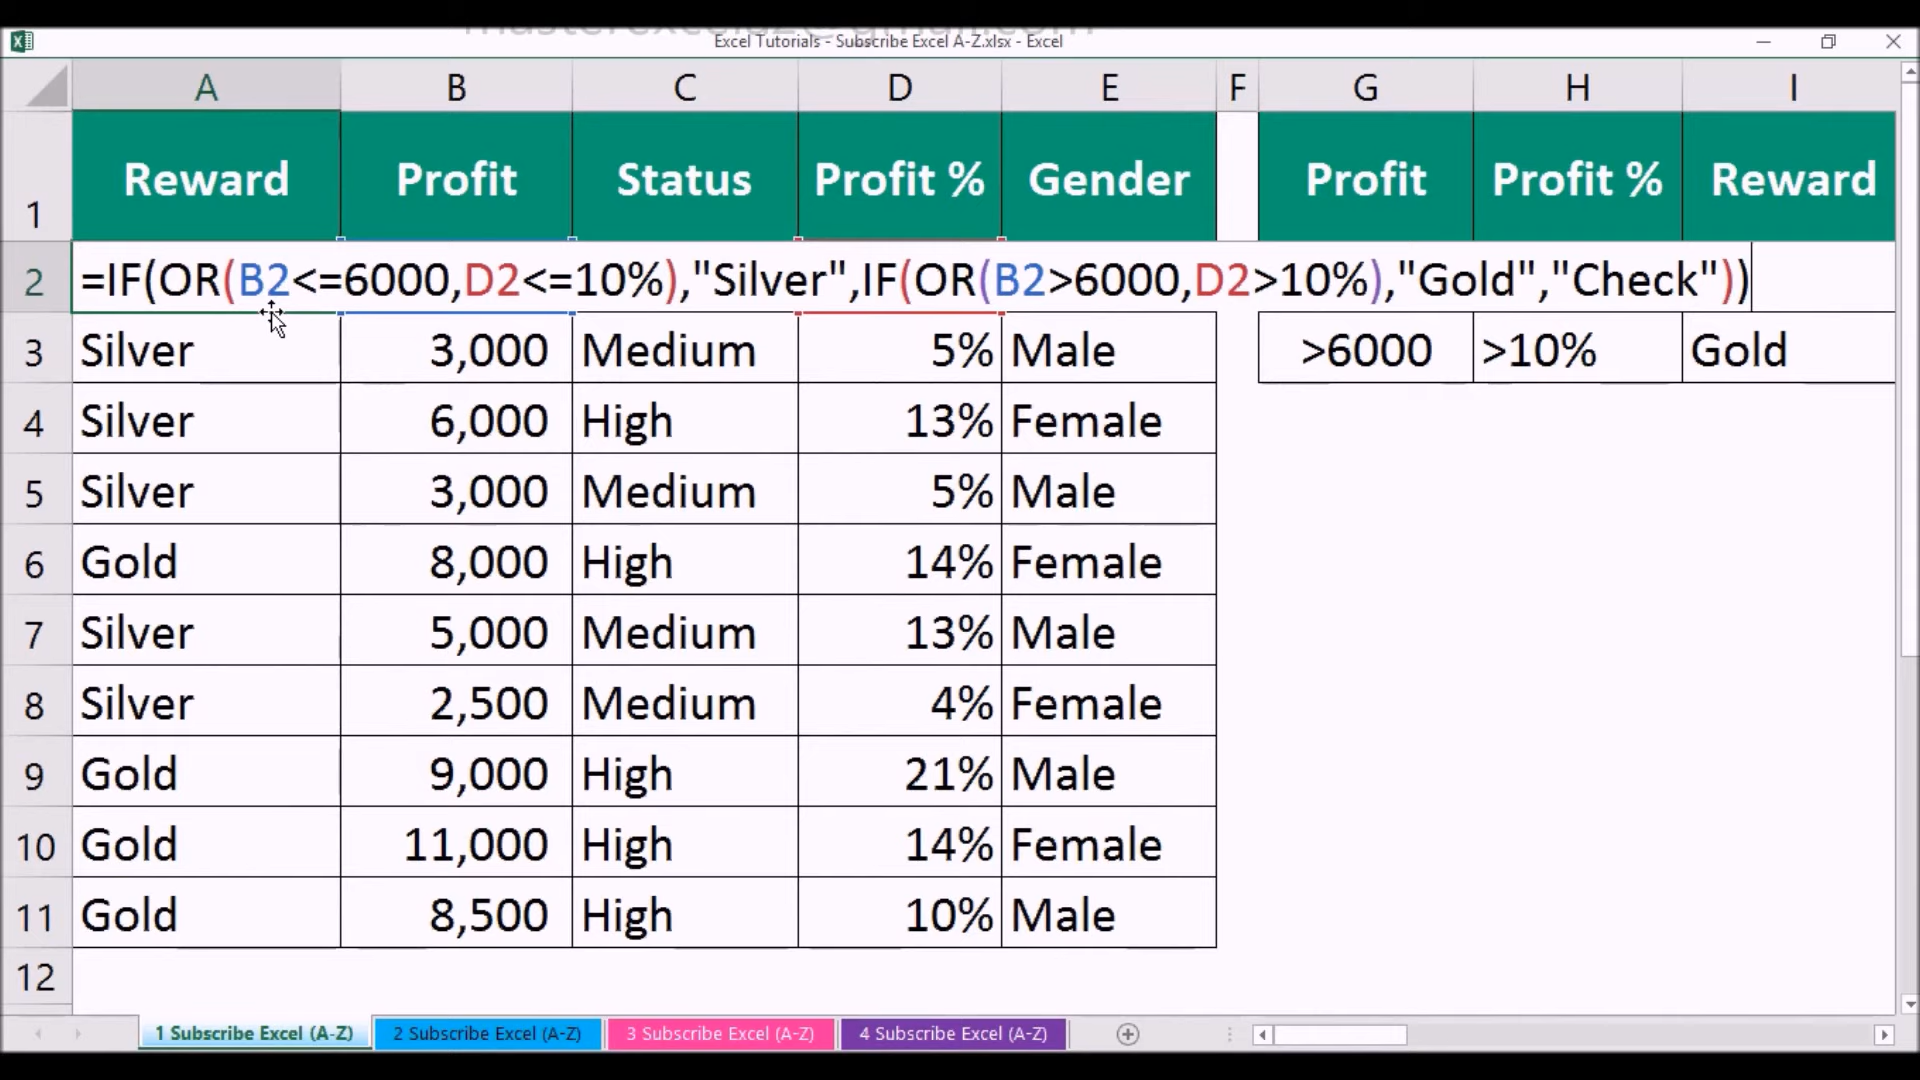 masterexcelaz@gmail.com
Excel Tutorials - Subscribe Excel A-Z.xlsx - Excel
A B C D E F G H I
1 Reward Profit Status Profit % Gender Profit Profit % Reward
2 =IF(OR(B2<=6000,D2<=10%),"Silver",IF(OR(B2>6000,D2>10%),"Gold","Check"))
3 Silver 3,000 Medium 5% Male >6000 >10% Gold
4 Silver 6,000 High 13% Female
5 Silver 3,000 Medium 5% Male
6 Gold 8,000 High 14% Female
7 Silver 5,000 Medium 13% Male
8 Silver 2,500 Medium 4% Female
9 Gold 9,000 High 21% Male
10 Gold 11,000 High 14% Female
11 Gold 8,500 High 10% Male
12
1 Subscribe Excel (A-Z) 2 Subscribe Excel (A-Z) 3 Subscribe Excel (A-Z) 4 Subscribe Excel (A-Z)